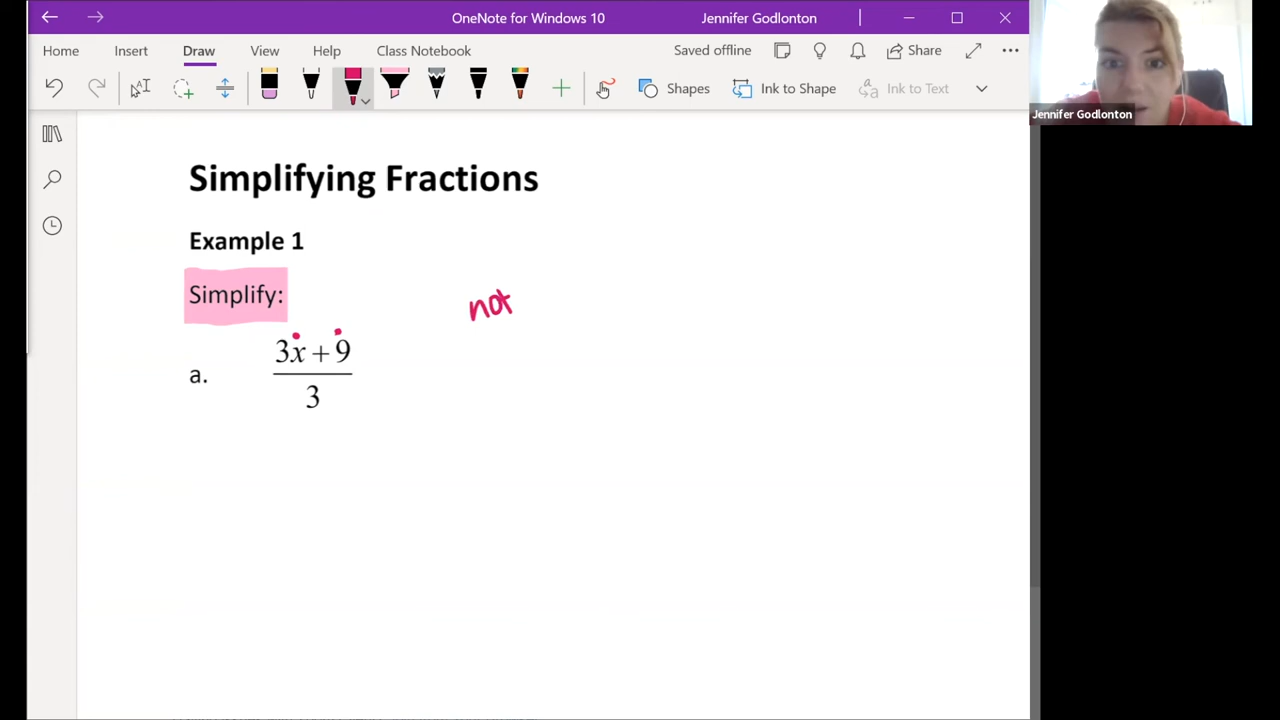 OneNote for Windows 10
Jennifer Godlonton
Home Insert Draw View Help Class Notebook
Saved offline
Share
Shapes
Ink to Shape
Ink to Text
Jennifer Godlonton
Simplifying Fractions
Example 1
Simplify:
not
a.
3x + 9
3